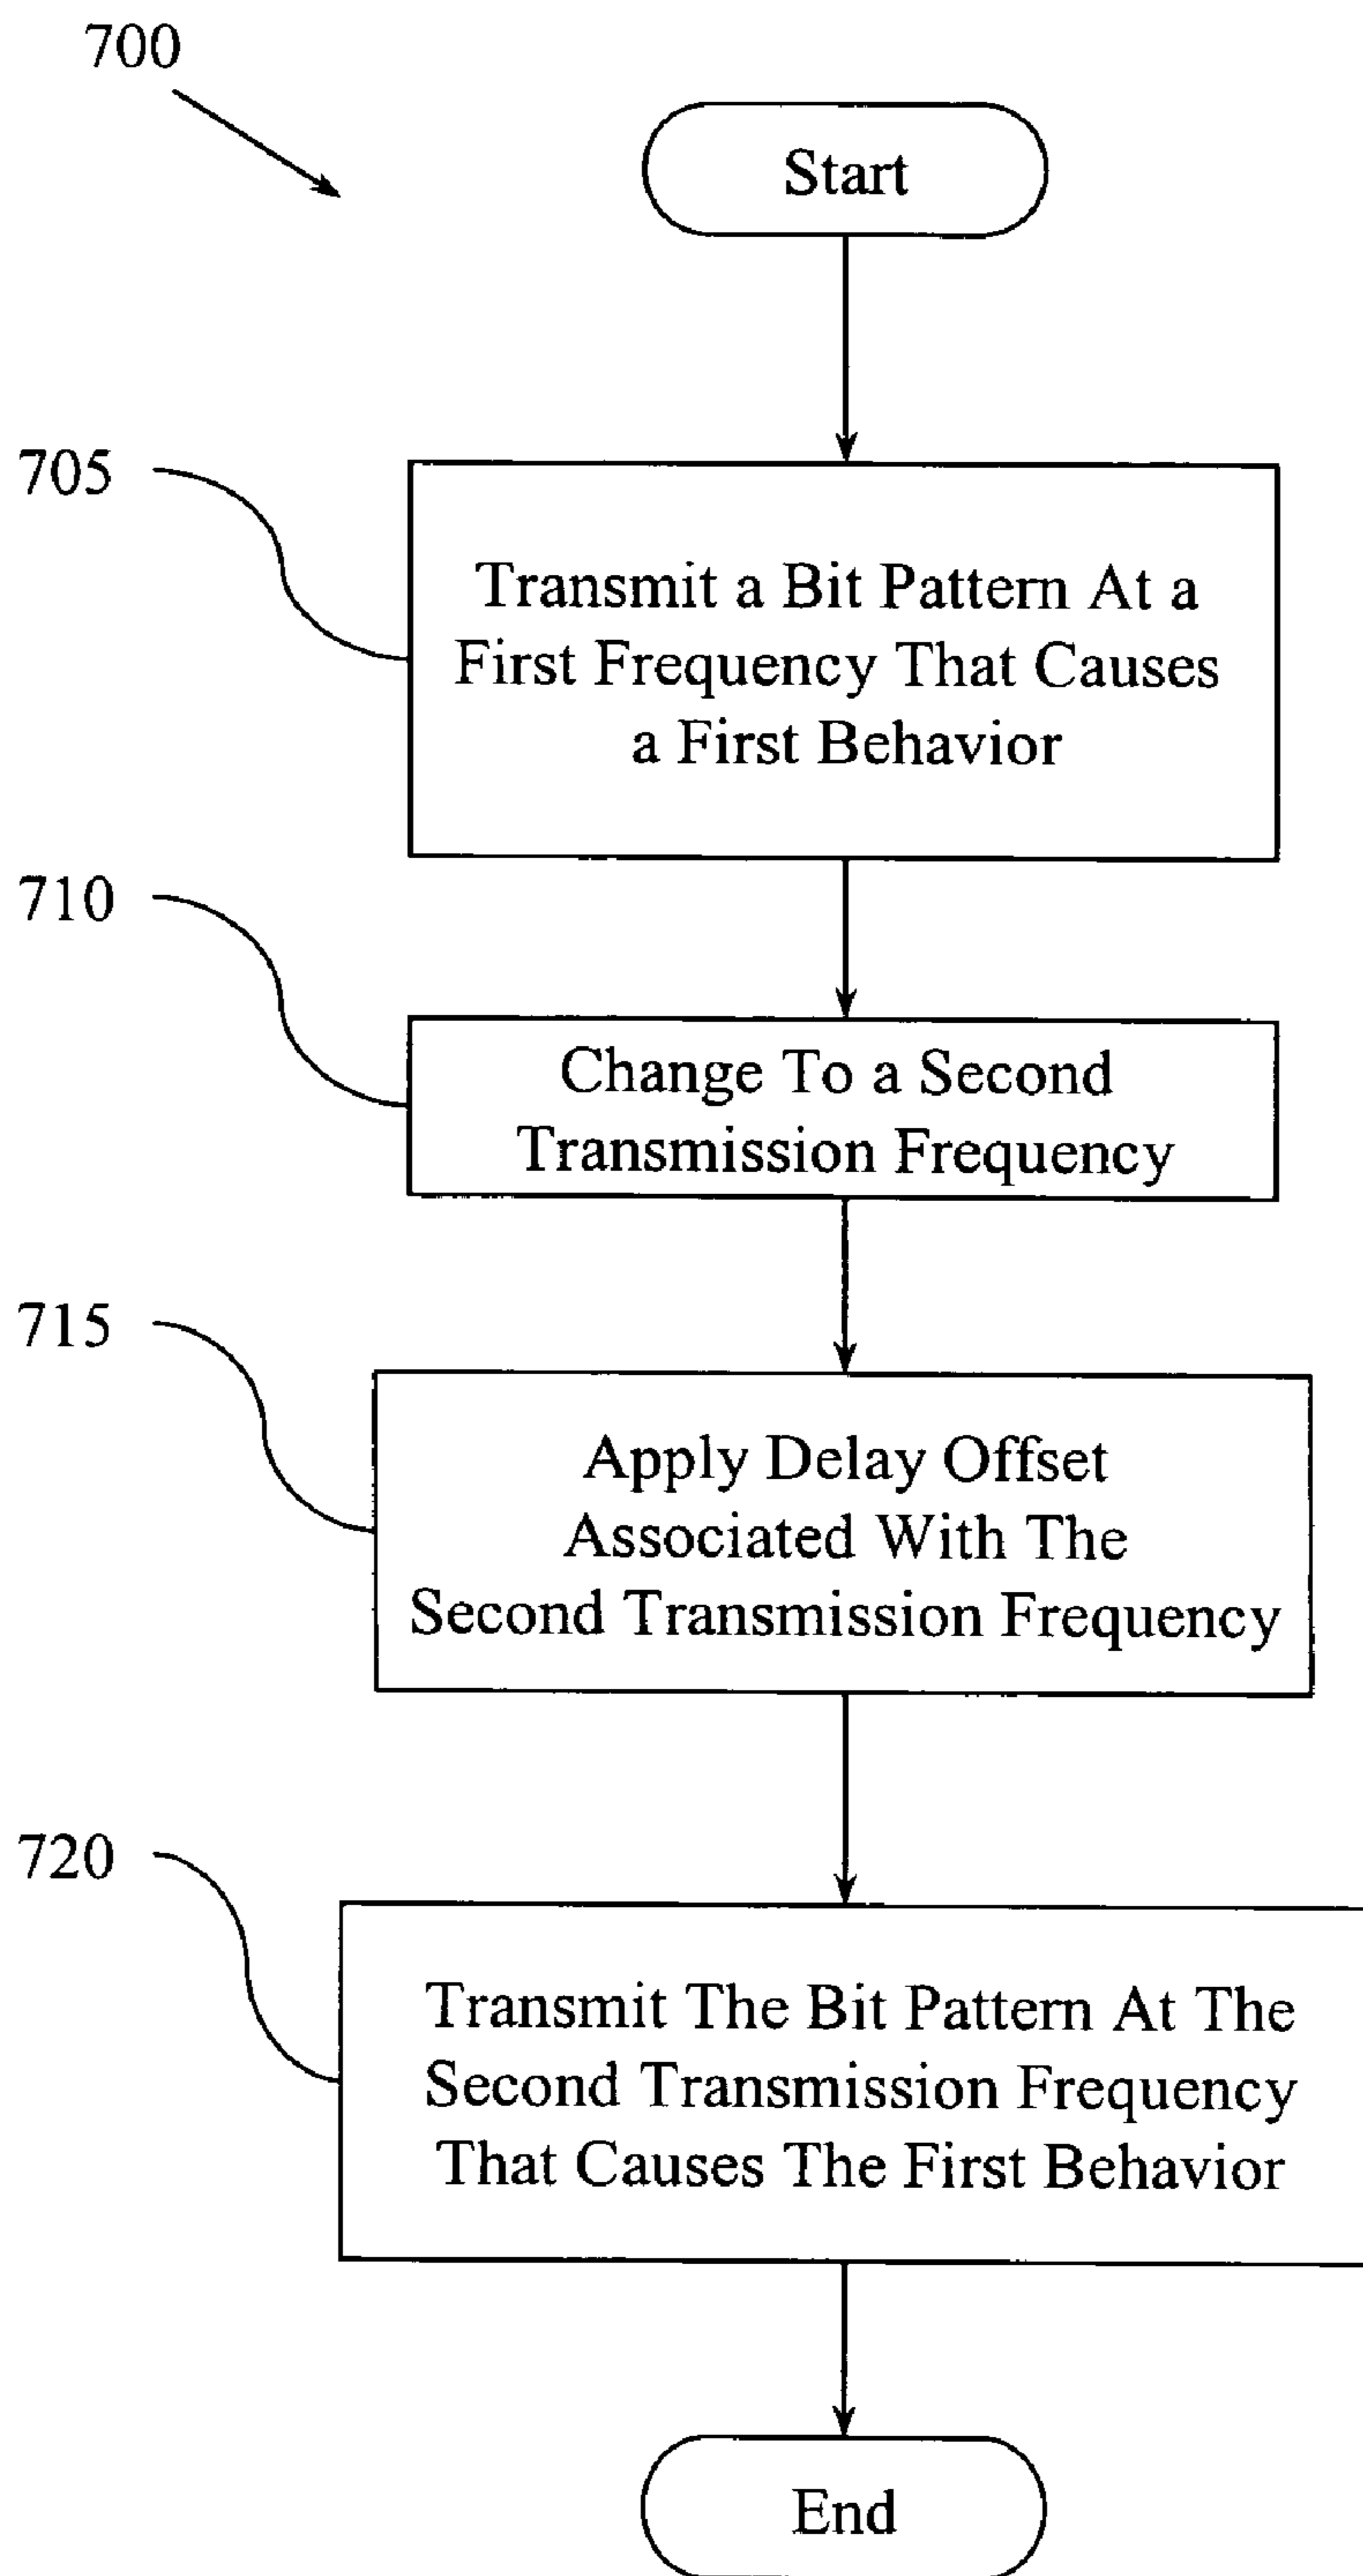 700
Start
705
Transmit a Bit Pattern At a
First Frequency That Causes
a First Behavior
710
Change To a Second
Transmission Frequency
715
Apply Delay Offset
Associated With The
Second Transmission Frequency
720
Transmit The Bit Pattern At The
Second Transmission Frequency
That Causes The First Behavior
End